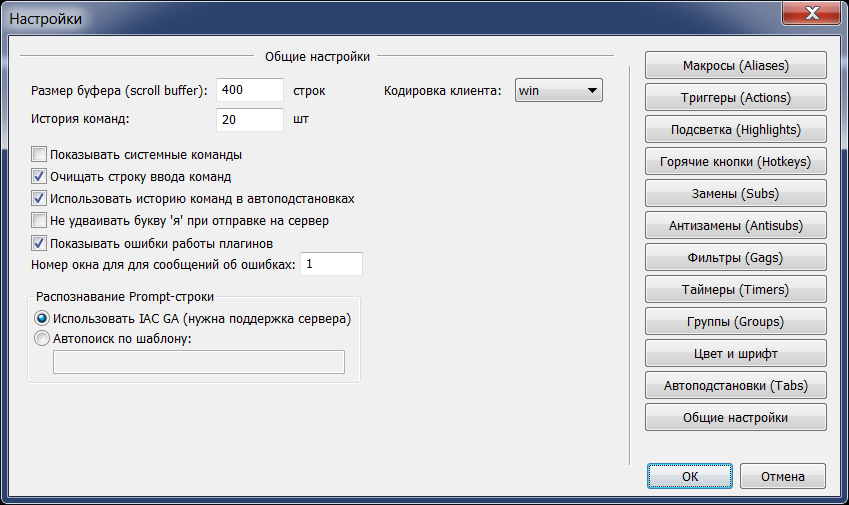 Настройки
Общие настройки
Размер буфера (scroll buffer): 400 строк Кодировка клиента: win
История команд: 20 шт
Показывать системные команды
Очищать строку ввода команд
Использовать историю команд в автоподстановках
Не удваивать букву 'я' при отправке на сервер
Показывать ошибки работы плагинов
Номер окна для для сообщений об ошибках: 1
Распознавание Prompt-строки
Использовать IAC GA (нужна поддержка сервера)
Автопоиск по шаблону:
Макросы (Aliases)
Триггеры (Actions)
Подсветка (Highlights)
Горячие кнопки (Hotkeys)
Замены (Subs)
Антизамены (Antisubs)
Фильтры (Gags)
Таймеры (Timers)
Группы (Groups)
Цвет и шрифт
Автоподстановки (Tabs)
Общие настройки
ОК Отмена